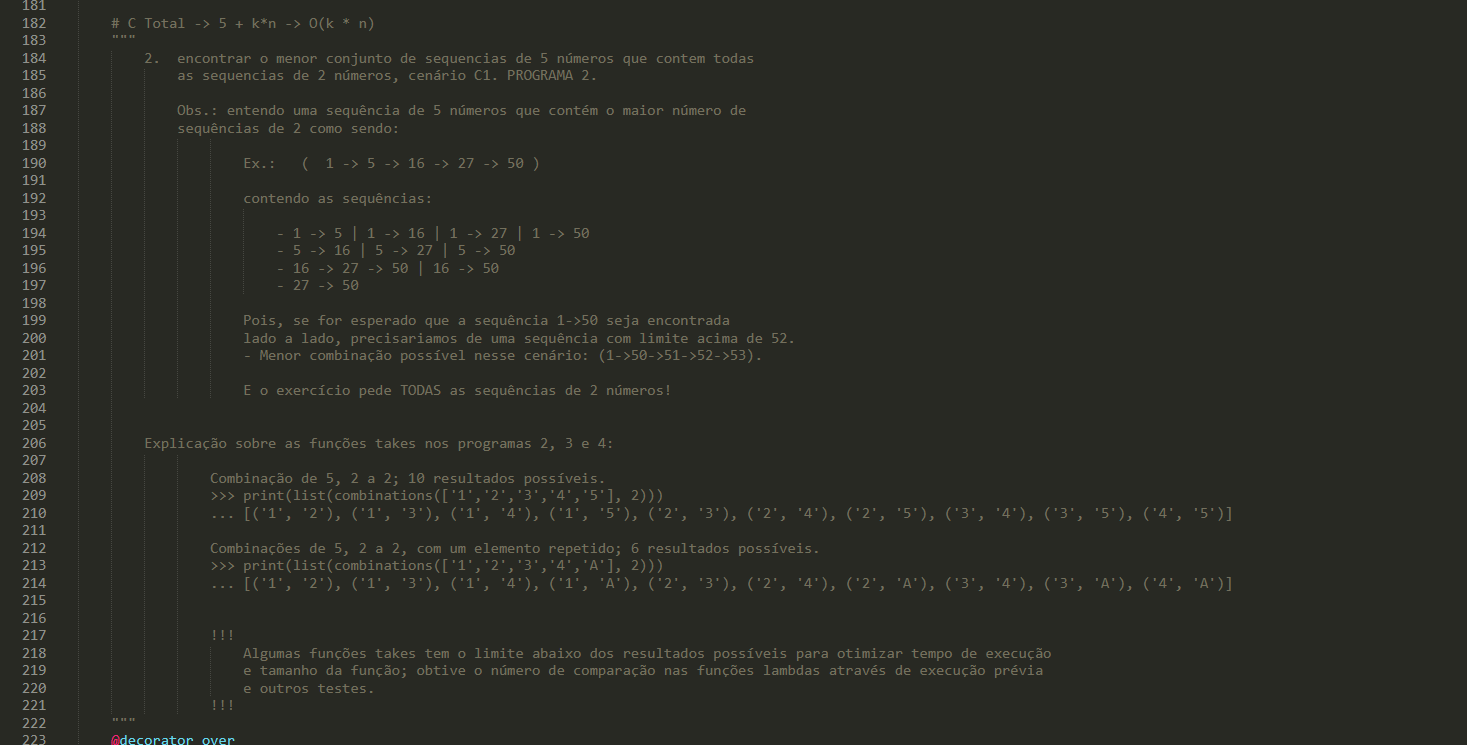 181
182 # C Total -> 5 + k*n -> O(k * n)
183 """
184 2. encontrar o menor conjunto de sequencias de 5 números que contem todas
185 as sequencias de 2 números, cenário C1. PROGRAMA 2.
186
187 Obs.: entendo uma sequência de 5 números que contém o maior número de
188 sequências de 2 como sendo:
189
190 Ex.: ( 1 -> 5 -> 16 -> 27 -> 50 )
191
192 contendo as sequências:
193
194 - 1 -> 5 | 1 -> 16 | 1 -> 27 | 1 -> 50
195 - 5 -> 16 | 5 -> 27 | 5 -> 50
196 - 16 -> 27 -> 50 | 16 -> 50
197 - 27 -> 50
198
199 Pois, se for esperado que a sequência 1->50 seja encontrada
200 lado a lado, precisariamos de uma sequência com limite acima de 52.
201 - Menor combinação possível nesse cenário: (1->50->51->52->53).
202
203 E o exercício pede TODAS as sequências de 2 números!
204
205
206 Explicação sobre as funções takes nos programas 2, 3 e 4:
207
208 Combinação de 5, 2 a 2; 10 resultados possíveis.
209 >>> print(list(combinations(['1','2','3','4','5'], 2)))
210 ... [('1', '2'), ('1', '3'), ('1', '4'), ('1', '5'), ('2', '3'), ('2', '4'), ('2', '5'), ('3', '4'), ('3', '5'), ('4', '5')]
211
212 Combinações de 5, 2 a 2, com um elemento repetido; 6 resultados possíveis.
213 >>> print(list(combinations(['1','2','3','4','A'], 2)))
214 ... [('1', '2'), ('1', '3'), ('1', '4'), ('1', 'A'), ('2', '3'), ('2', '4'), ('2', 'A'), ('3', '4'), ('3', 'A'), ('4', 'A')]
215
216
217 !!!
218 Algumas funções takes tem o limite abaixo dos resultados possíveis para otimizar tempo de execução
219 e tamanho da função; obtive o número de comparação nas funções lambdas através de execução prévia
220 e outros testes.
221 !!!
222 """
223 @decorator_over